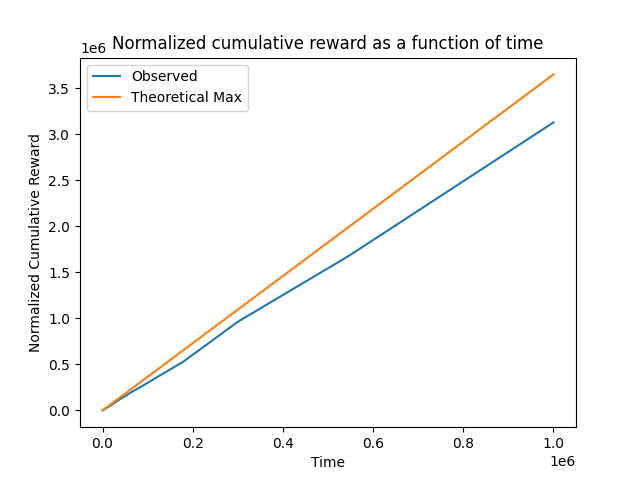 Normalized cumulative reward as a function of time
1e6
Observed
Theoretical Max
3.5
3.0
2.5
2.0
1.5
1.0
0.5
0.0
Normalized Cumulative Reward
0.0 0.2 0.4 0.6 0.8 1.0
Time
1e6